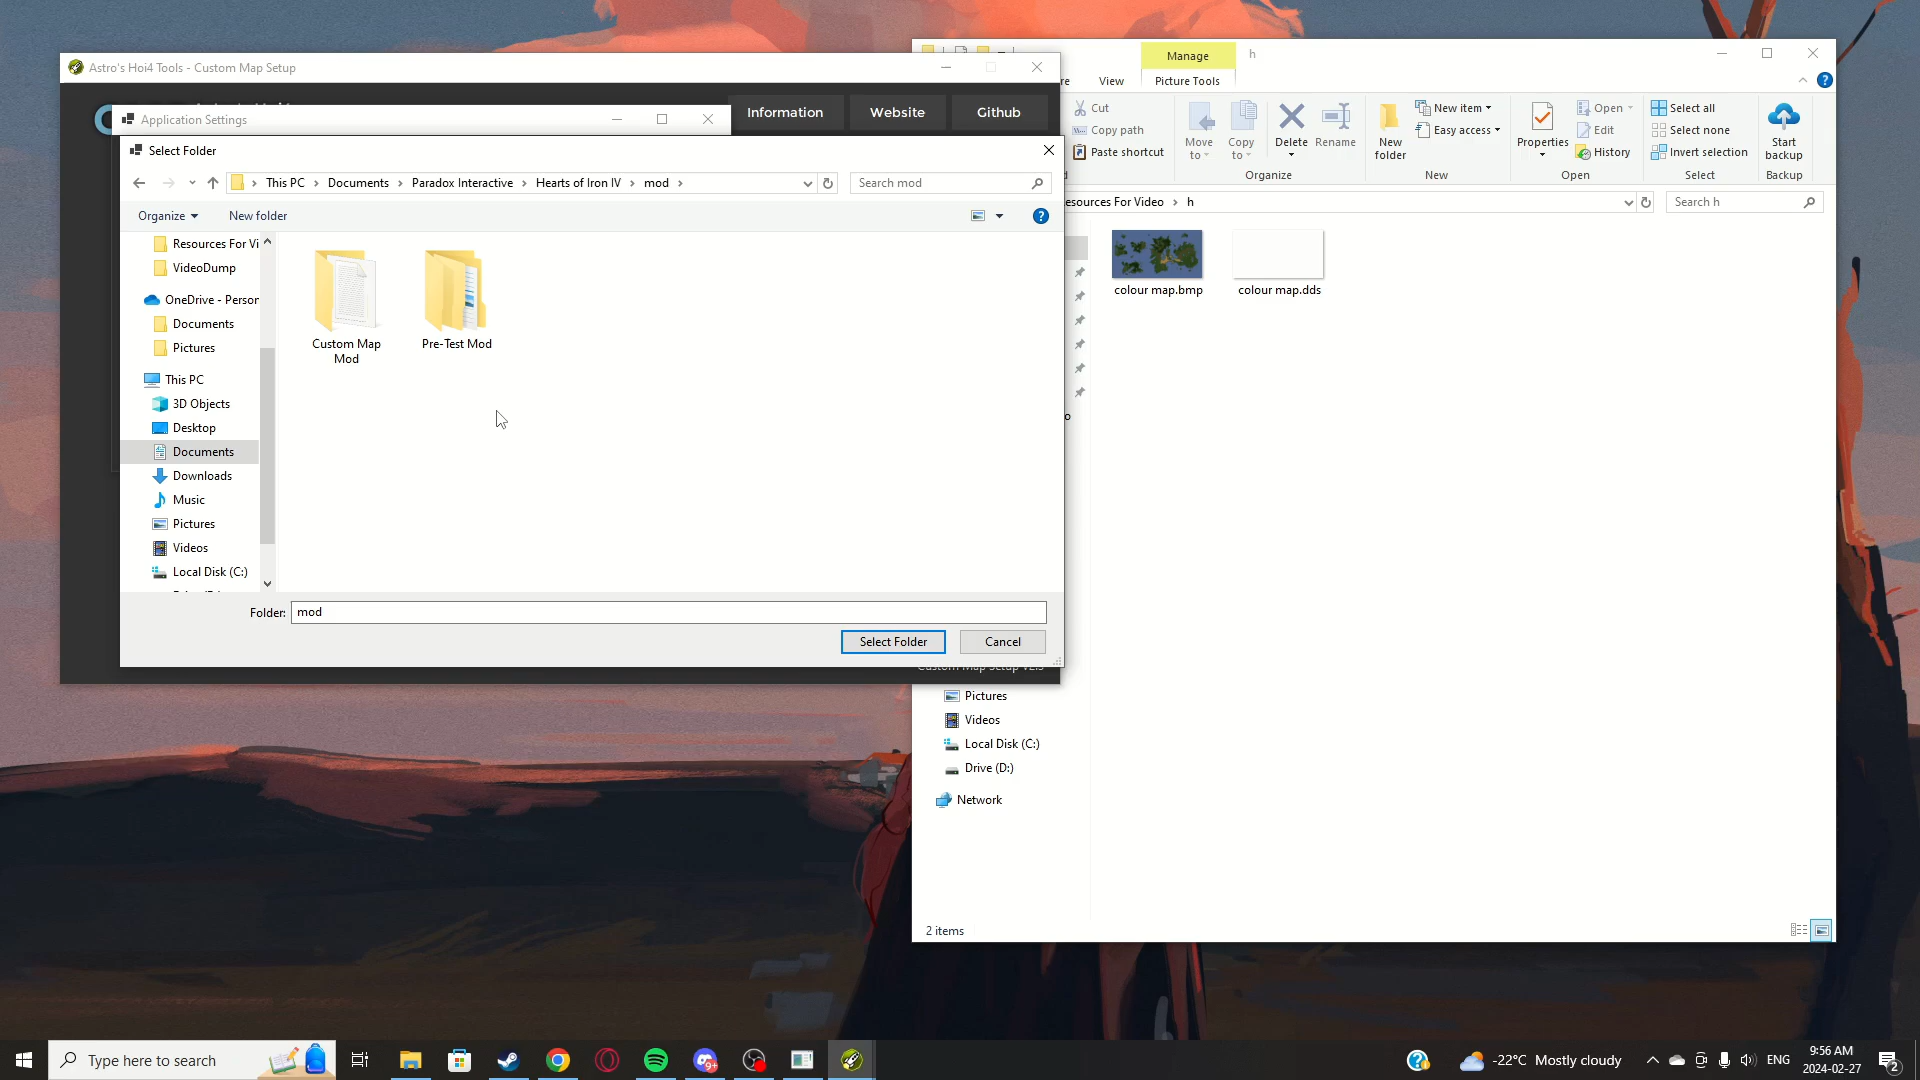 Astro's Hoi4 Tools - Custom Map Setup
Information
Website
Github
Application Settings
Select Folder
This PC
Documents
Paradox Interactive
Hearts of Iron IV
mod
Search mod
Organize
New folder
Resources For Vi
VideoDump
OneDrive - Person
Documents
Pictures
This PC
3D Objects
Desktop
Documents
Downloads
Music
Pictures
Videos
Local Disk (C:)
Custom Map
Mod
Pre-Test Mod
Folder:
mod
Select Folder
Cancel
Manage
h
re
View
Picture Tools
Cut
Copy path
Paste shortcut
Move
to
Copy
to
Delete
Rename
Organize
New
folder
New item
Easy access
New
Properties
Open
Edit
History
Open
Select all
Select none
Invert selection
Select
Start
backup
Backup
esources For Video
h
Search h
colour map.bmp
colour map.dds
o
Pictures
Videos
Local Disk (C:)
Drive (D:)
Network
2 items
Type here to search
9+
-22°C Mostly cloudy
ENG
9:56 AM
2024-02-27
2